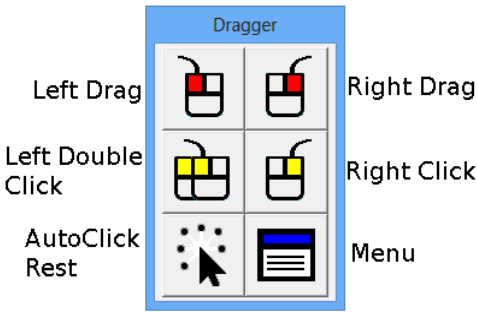 Dragger
Left Drag
Right Drag
Left Double
Click
Right Click
AutoClick
Rest
Menu